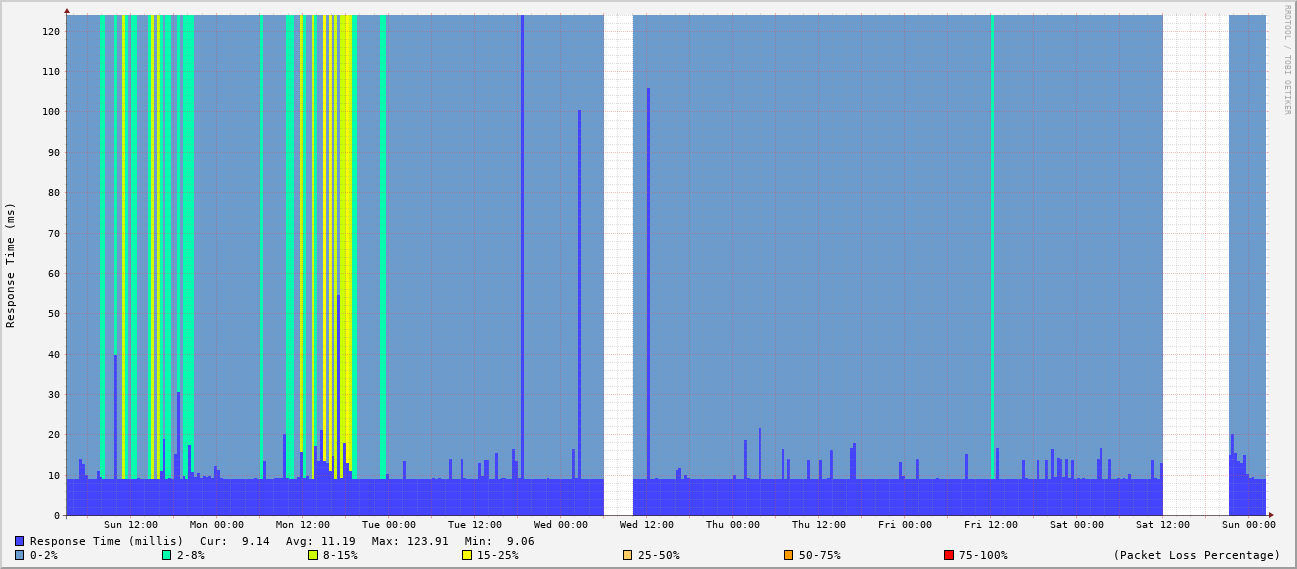 RRDTOOL / TOBI OETIKER
Response Time (ms)
120
110
100
90
80
70
60
50
40
30
20
10
0
Sun 12:00 Mon 00:00 Mon 12:00 Tue 00:00 Tue 12:00 Wed 00:00 Wed 12:00 Thu 00:00 Thu 12:00 Fri 00:00 Fri 12:00 Sat 00:00 Sat 12:00 Sun 00:00
Response Time (millis) Cur: 9.14 Avg: 11.19 Max: 123.91 Min: 9.06
0-2% 2-8% 8-15% 15-25% 25-50% 50-75% 75-100% (Packet Loss Percentage)